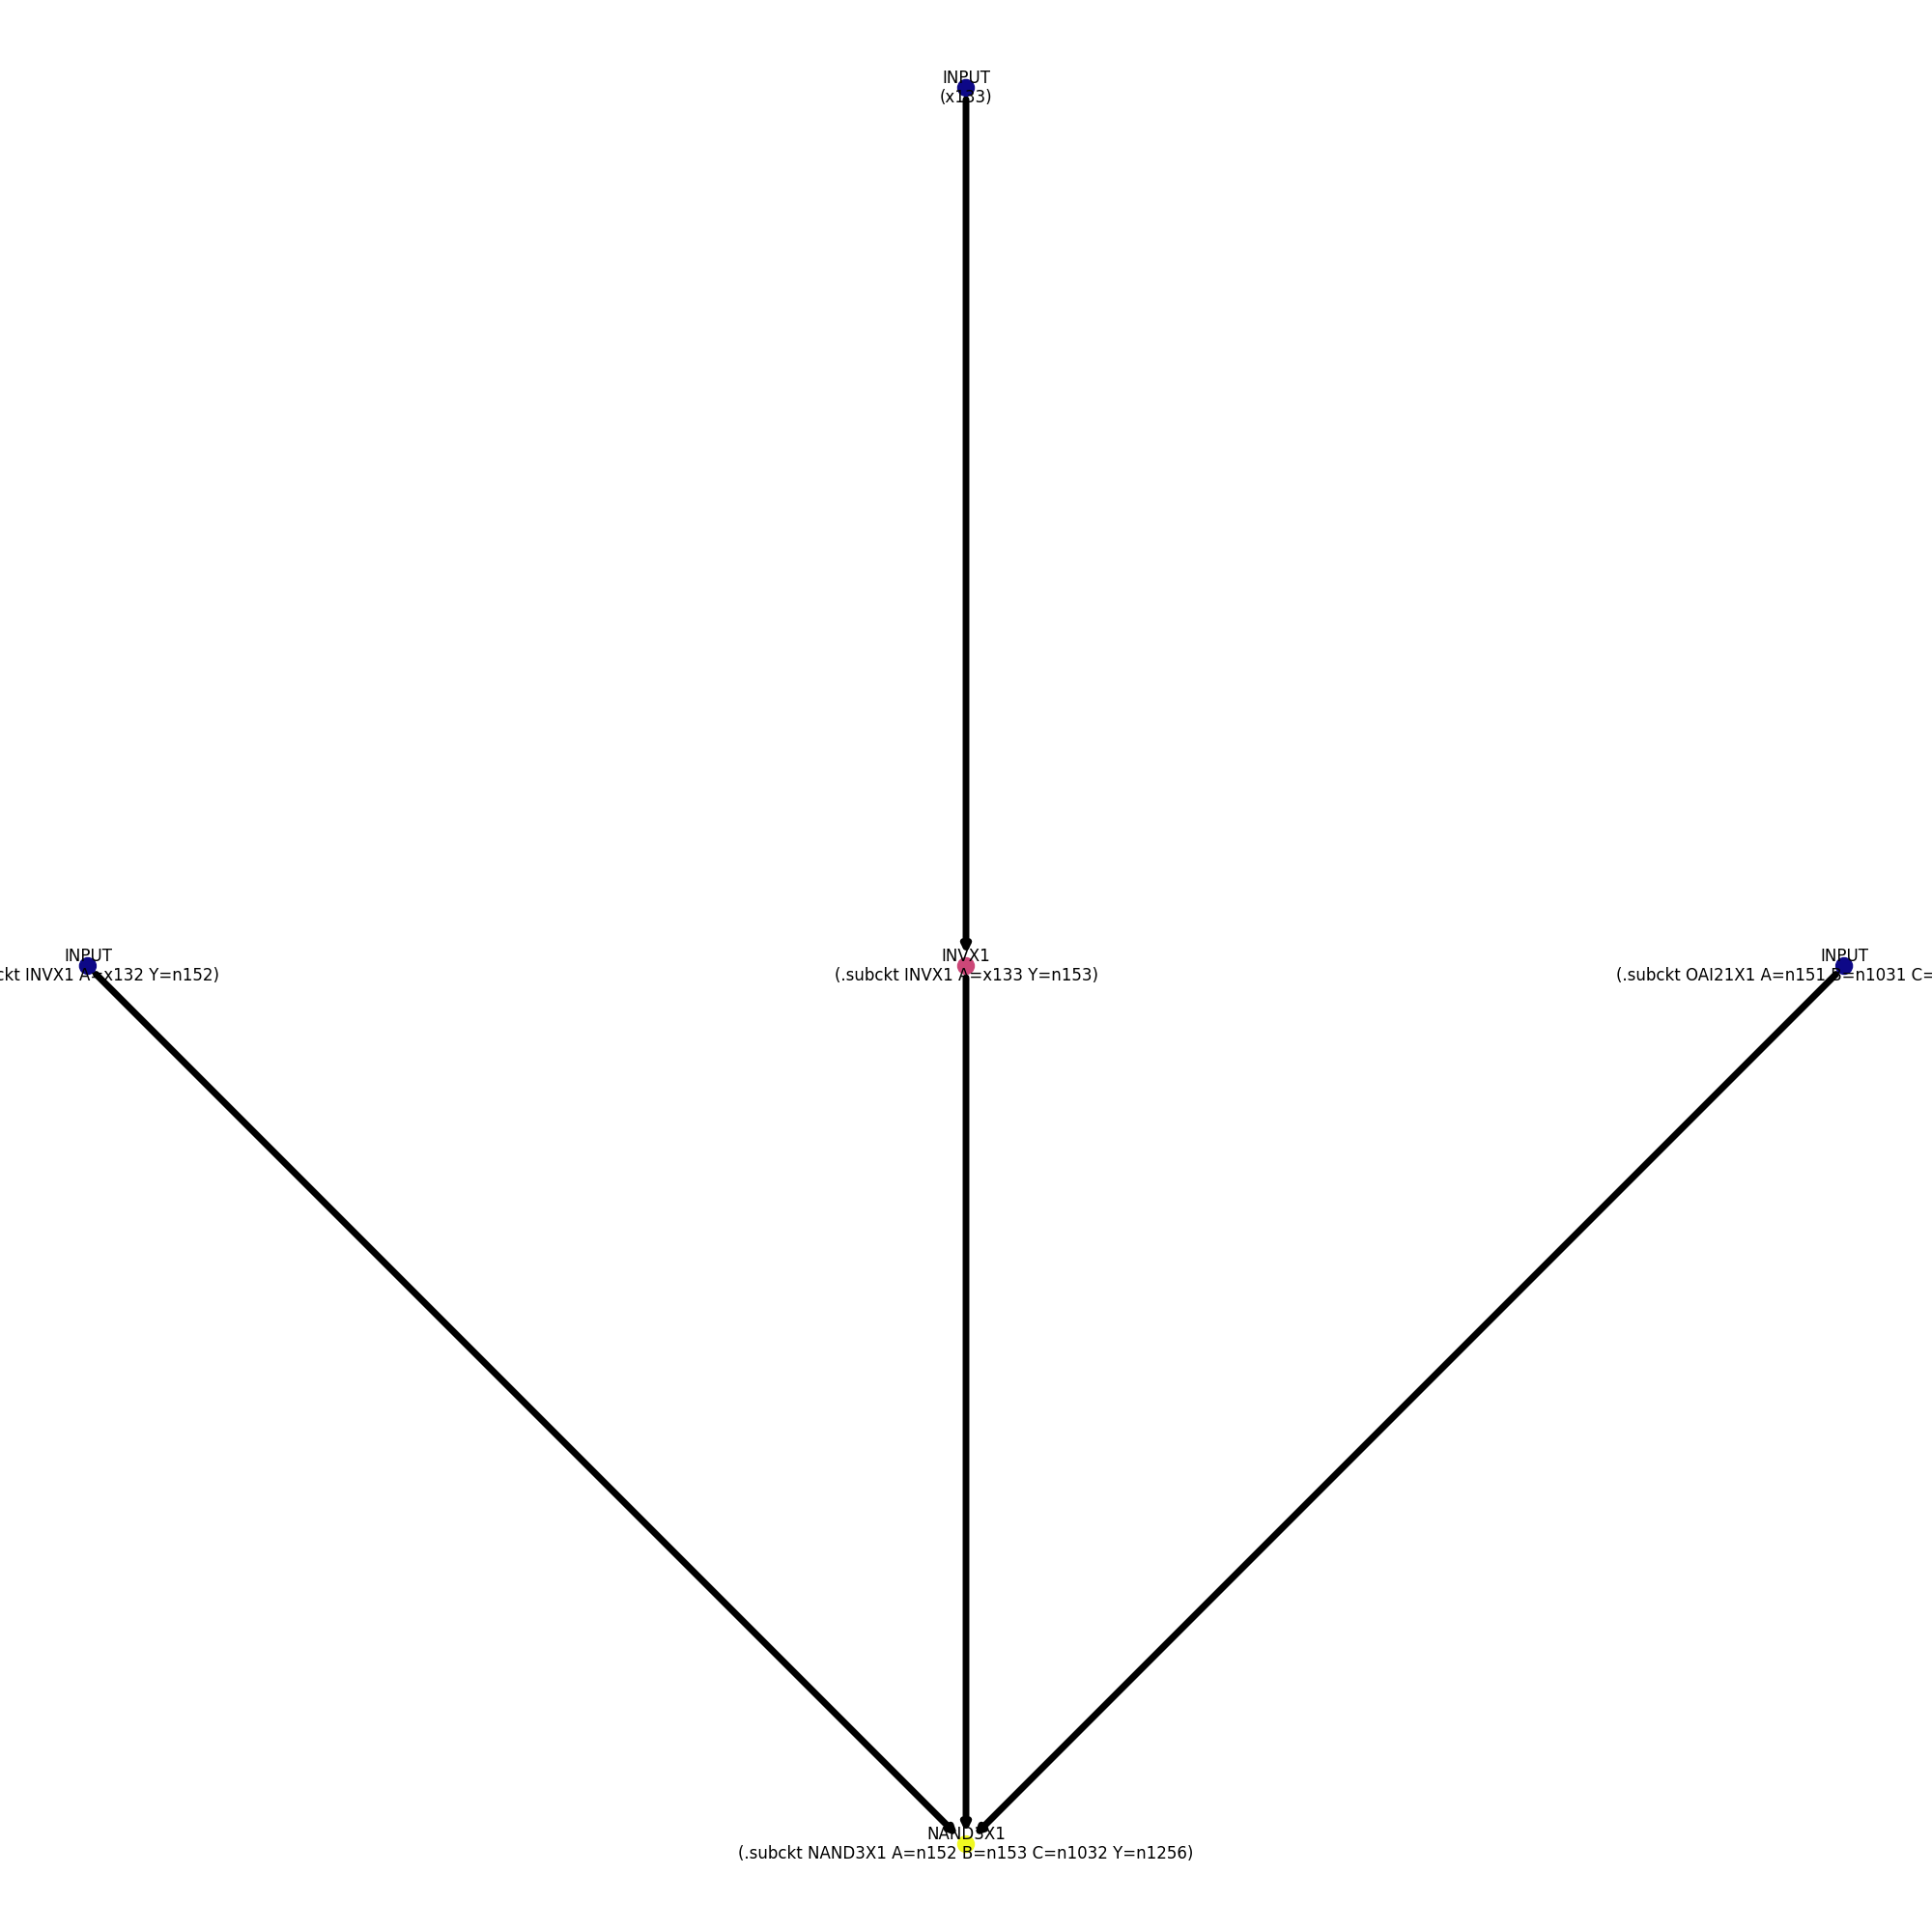 INPUT
(x133)
INPUT
ckt INVX1 A=x132 Y=n152)
INVX1
(.subckt INVX1 A=x133 Y=n153)
INPUT
(.subckt OAI21X1 A=n151 B=n1031 C=
NAND3X1
(.subckt NAND3X1 A=n152 B=n153 C=n1032 Y=n1256)